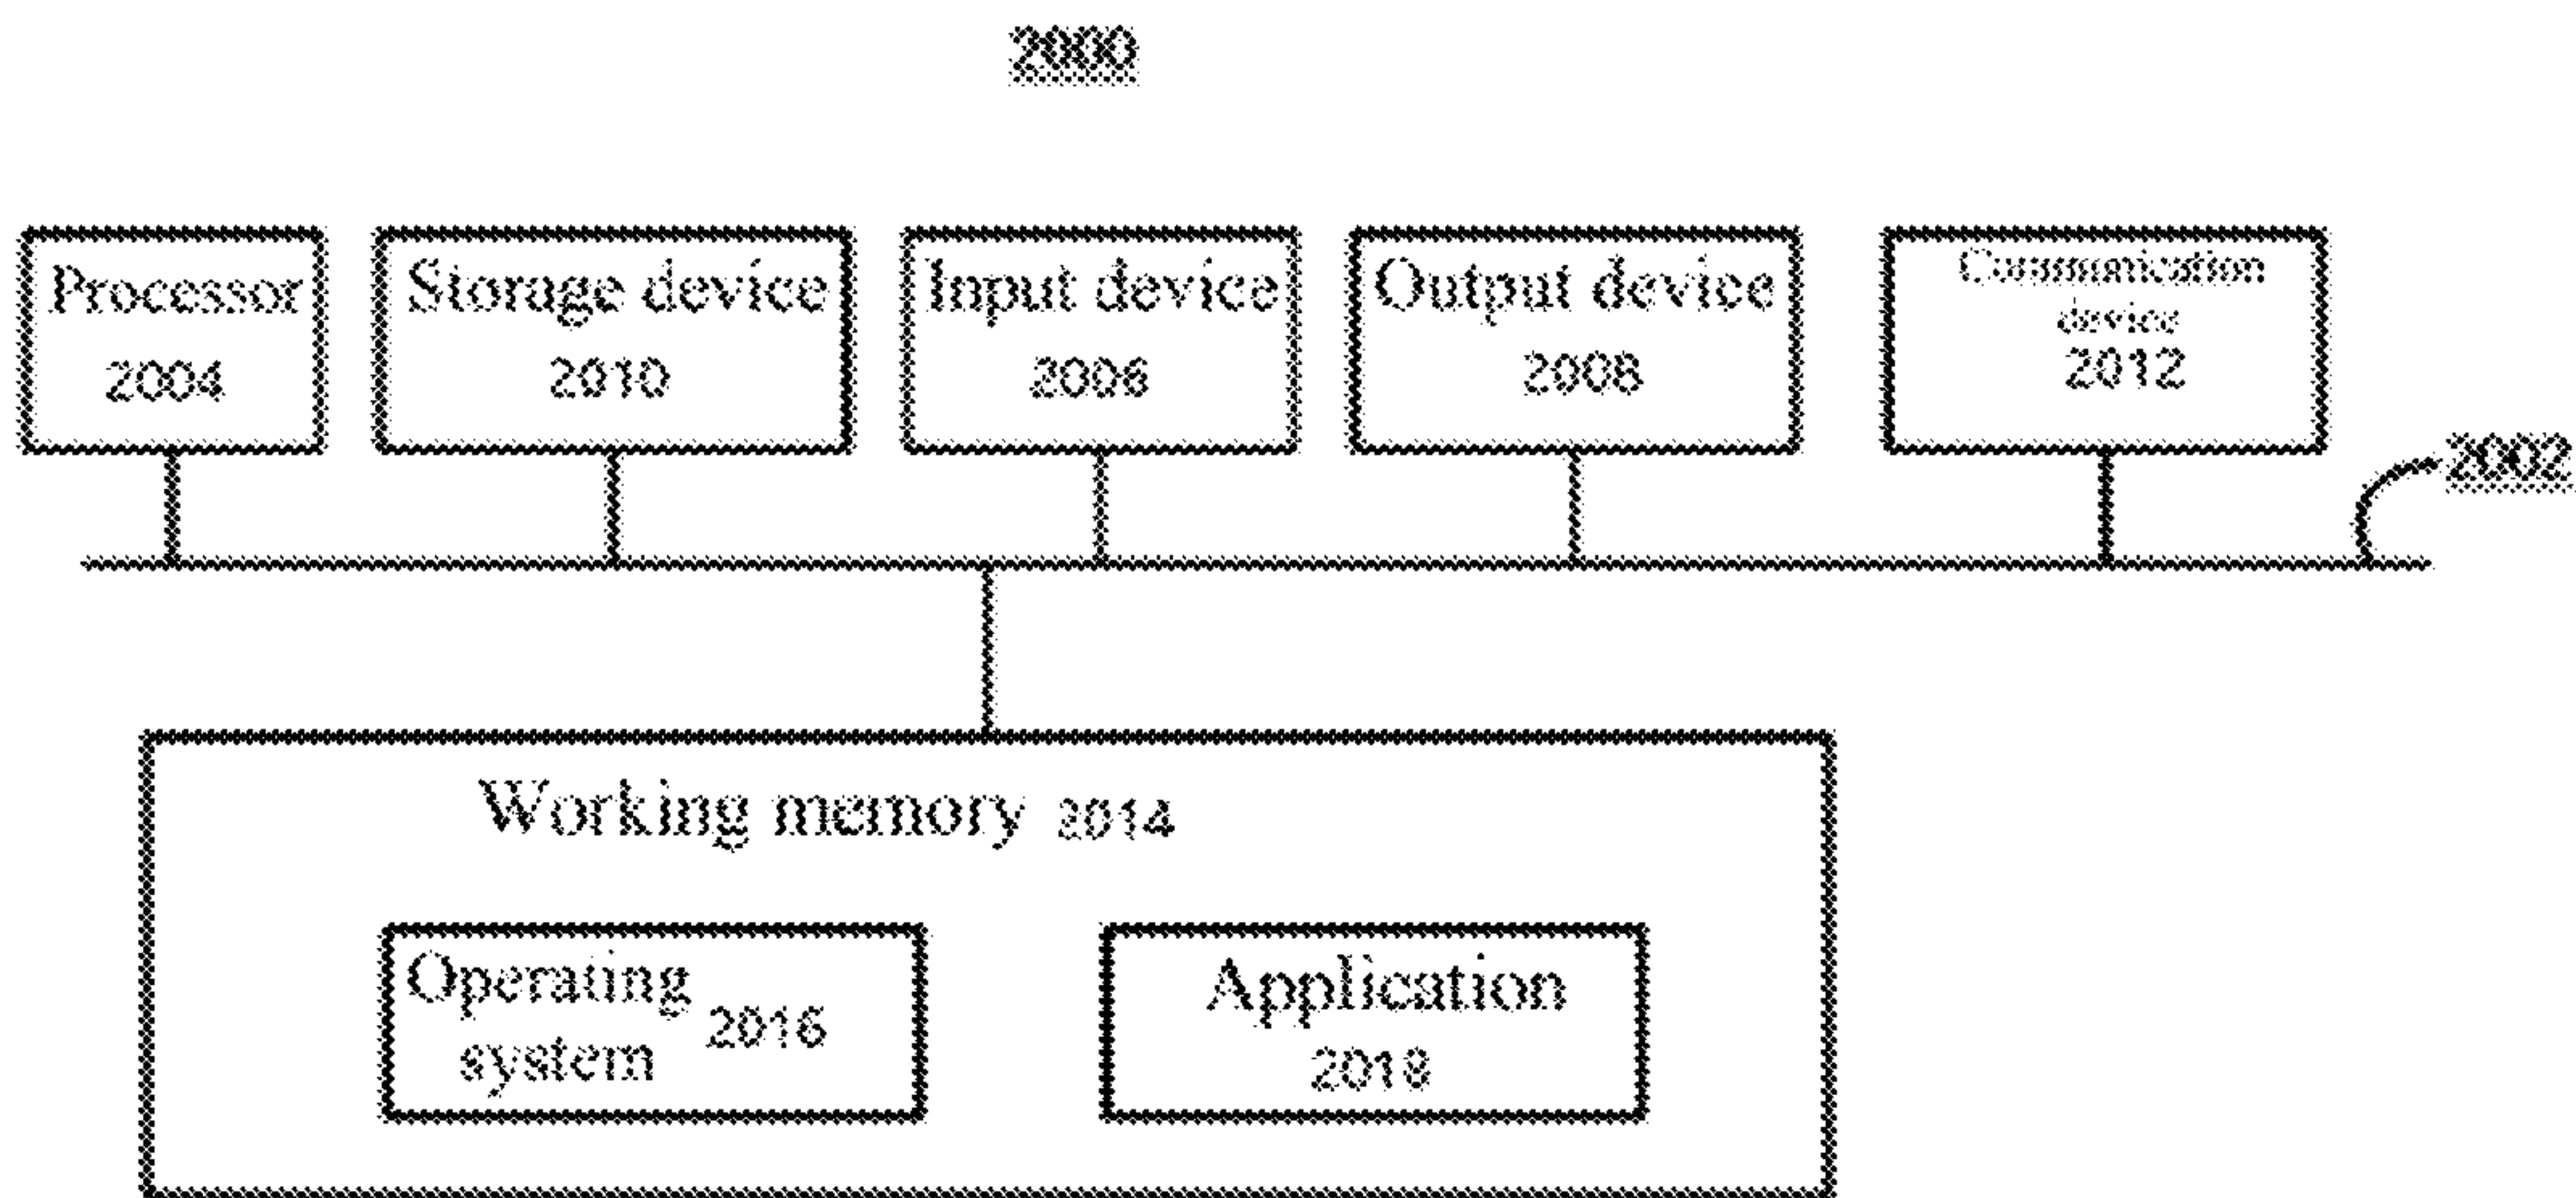 2000
Processor
2004
Storage device
2010
Input device
2006
Output device
2008
Communication
device
2012
2002
Working memory 2014
Operating
system
2016
Application
2018